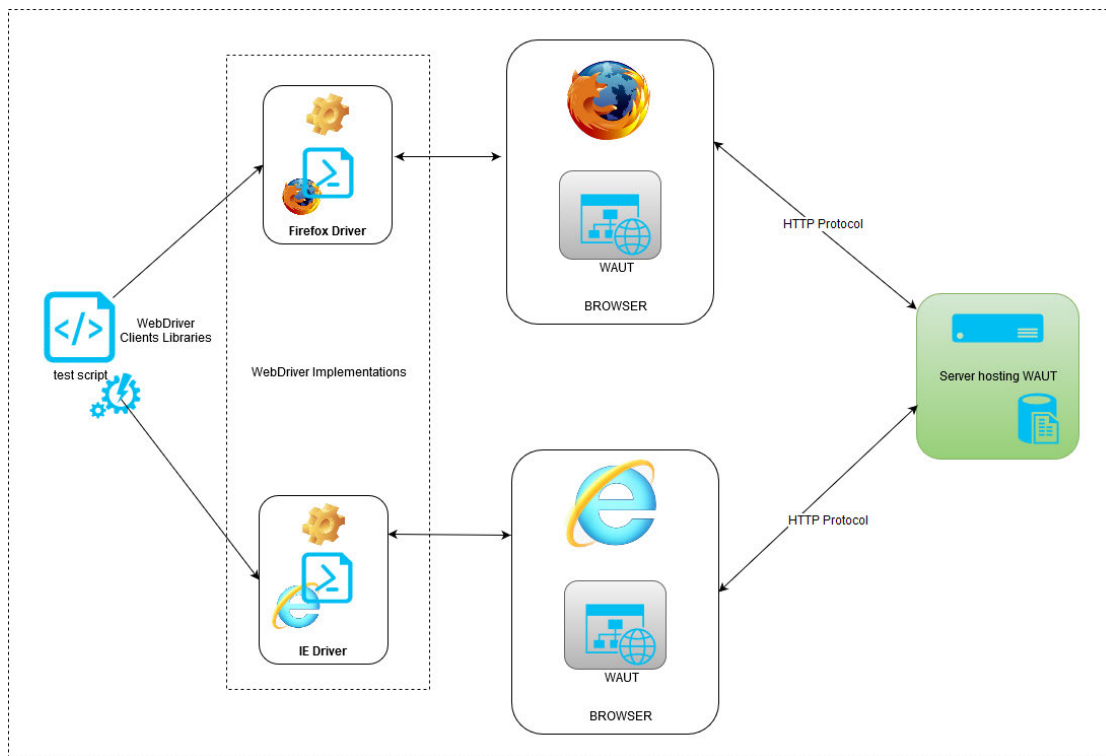 Firefox Driver
WAUT
BROWSER
HTTP Protocol
WebDriver
Clients Libraries
test script
WebDriver Implementations
Server hosting WAUT
HTTP Protocol
IE Driver
WAUT
BROWSER